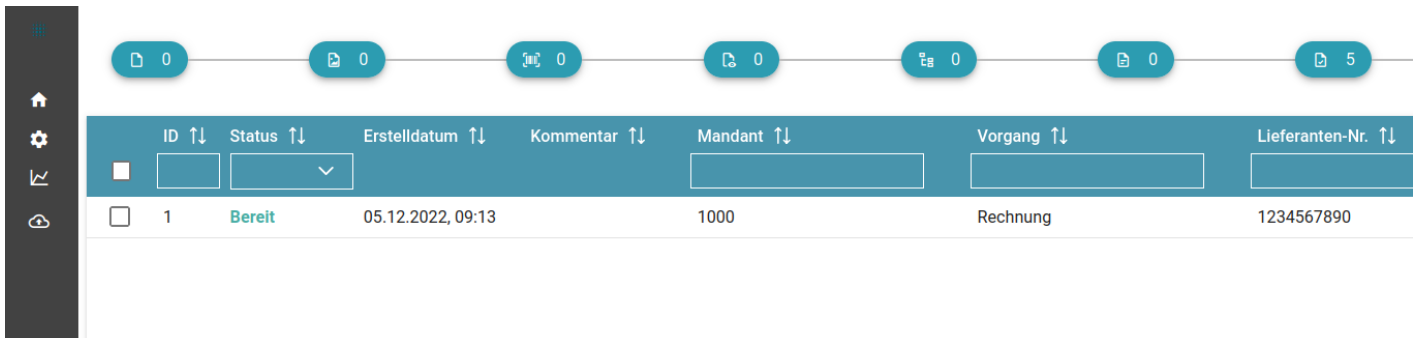 0 0 0 0 0 0 5
ID Status Erstelldatum Kommentar Mandant Vorgang Lieferanten-Nr.
1 Bereit 05.12.2022, 09:13 1000 Rechnung 1234567890